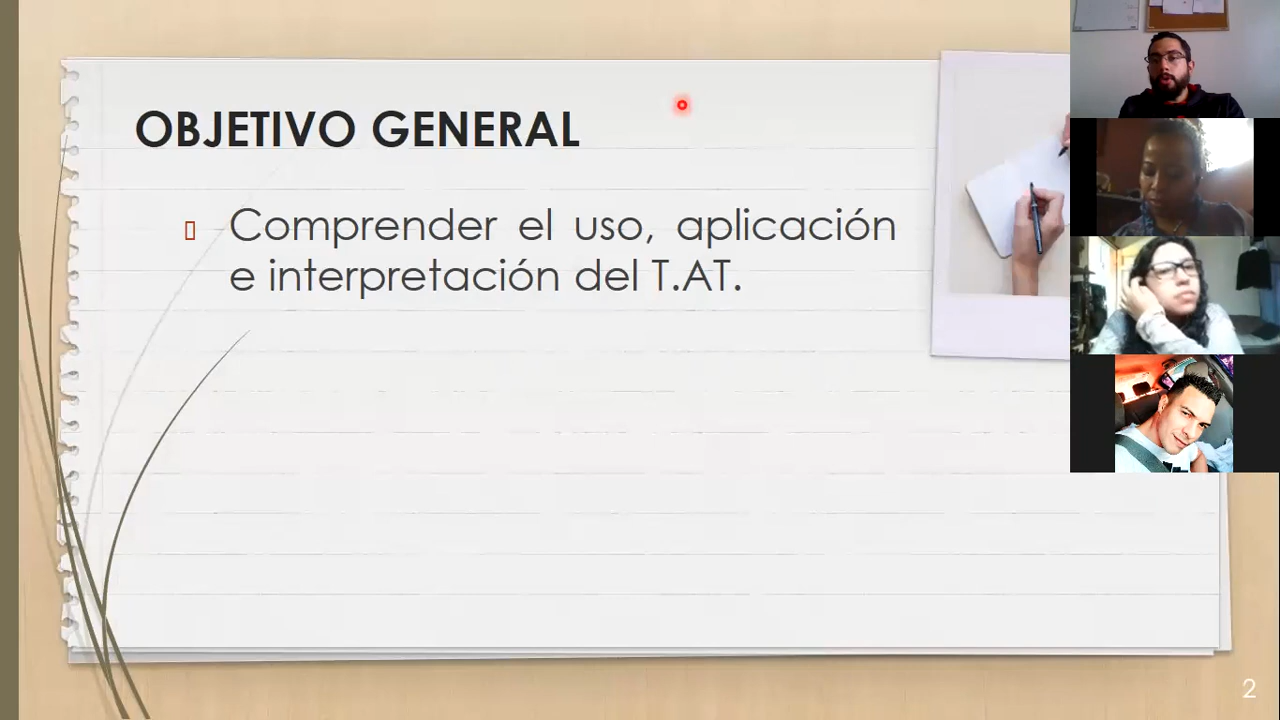 OBJETIVO GENERAL
Comprender el uso, aplicación
e interpretación del T.AT.
2